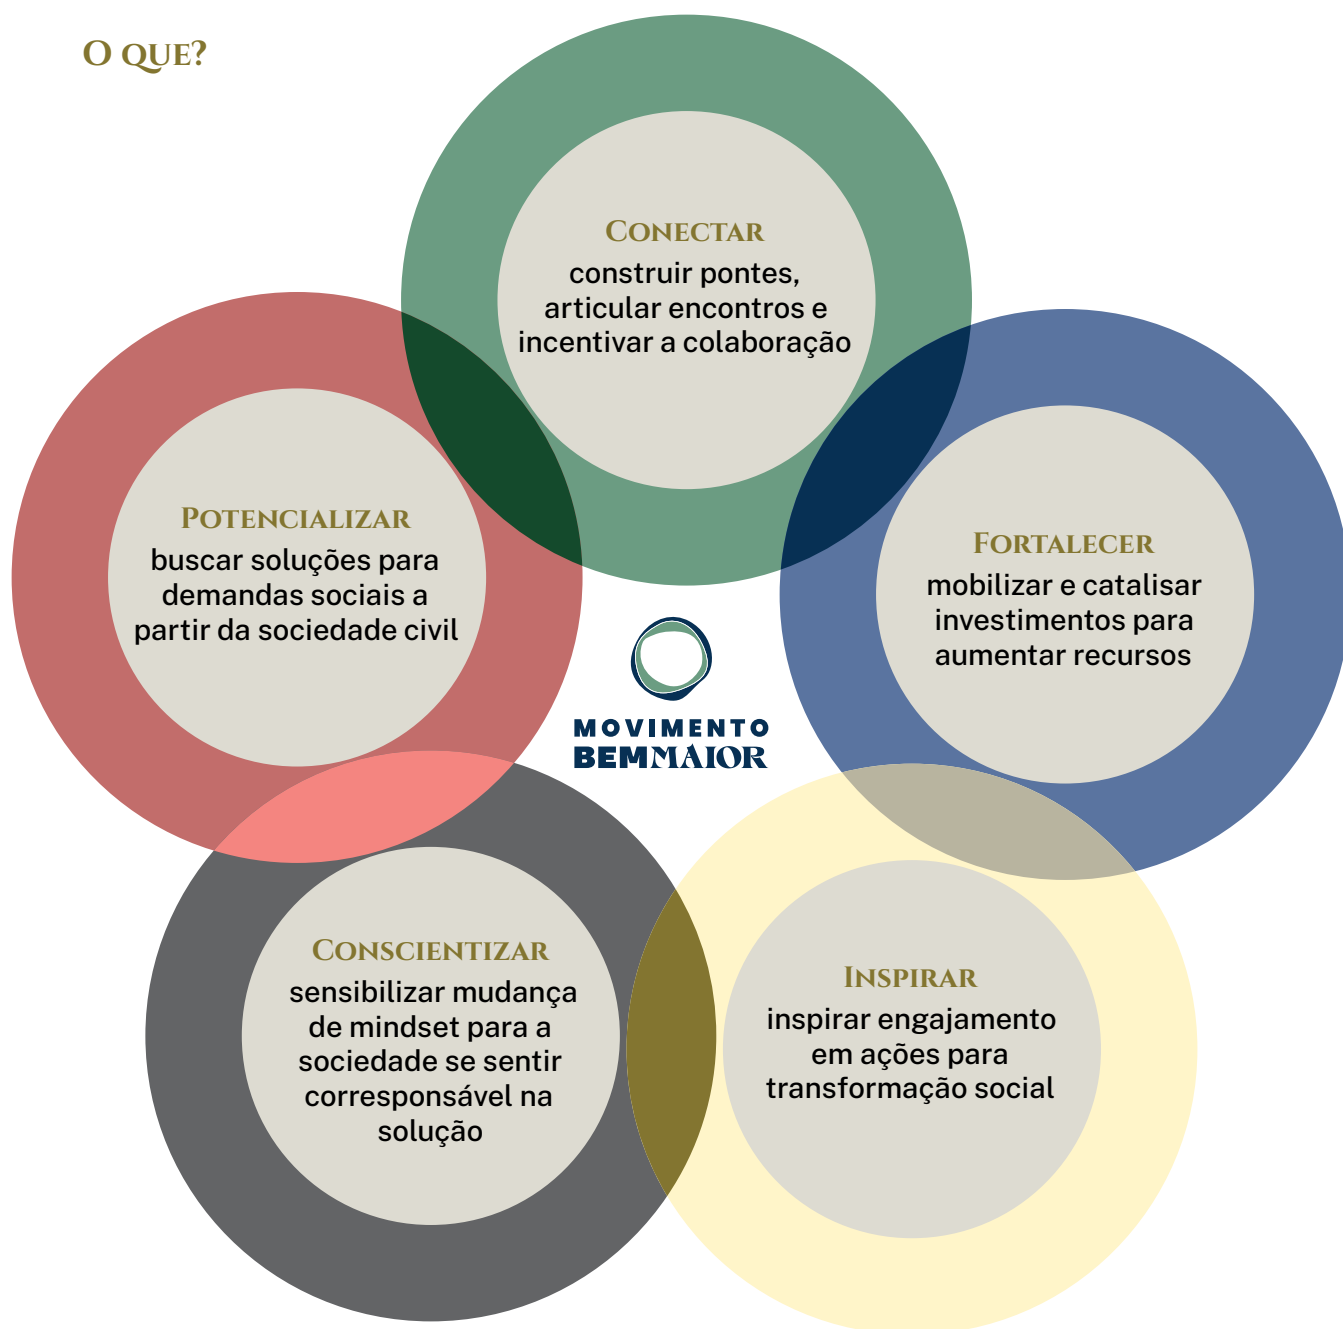 O QUE?
CONECTAR
construir pontes,
articular encontros e
incentivar a colaboração
POTENCIALIZAR
buscar soluções para
demandas sociais a
partir da sociedade civil
FORTALECER
mobilizar e catalisar
investimentos para
aumentar recursos
MOVIMENTO
BEMMAIOR
CONSCIENTIZAR
sensibilizar mudança
de mindset para a
sociedade se sentir
corresponsável na
solução
INSPIRAR
inspirar engajamento
em ações para
transformação social